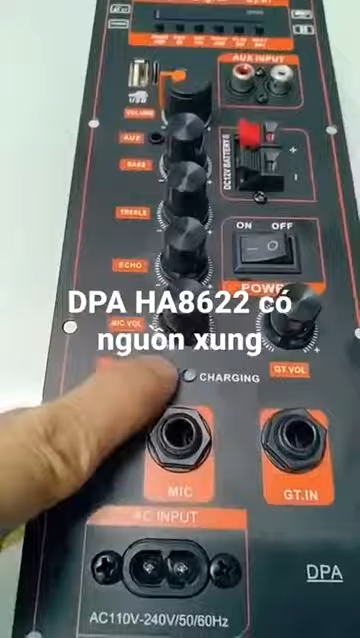 AUX INPUT
USB
VOLUME
AUX
BASS
DC12V BATTERY
+
-
TREBLE
ON OFF
ECHO
POWER
DPA HA8622 có
nguồn xung
MIC.VOL
GT.VOL
CHARGING
MIC
GT.IN
AC INPUT
AC110V-240V/50/60Hz
DPA